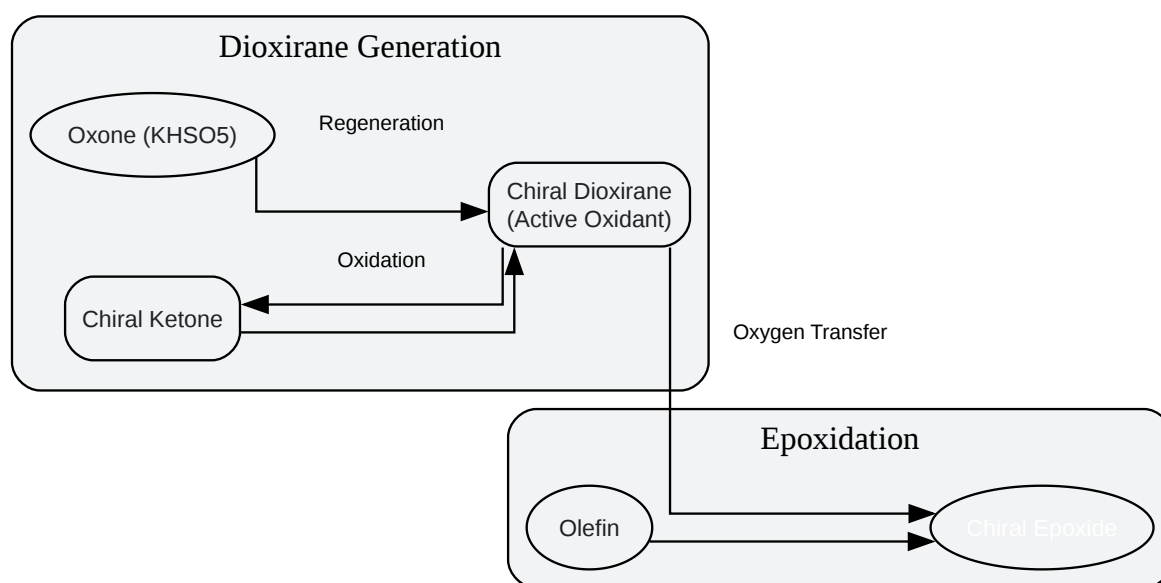 Dioxirane Generation
Oxone (KHSO5)
Regeneration
Chiral Dioxirane
(Active Oxidant)
Oxidation
Chiral Ketone
Oxygen Transfer
Epoxidation
Olefin
Chiral Epoxide